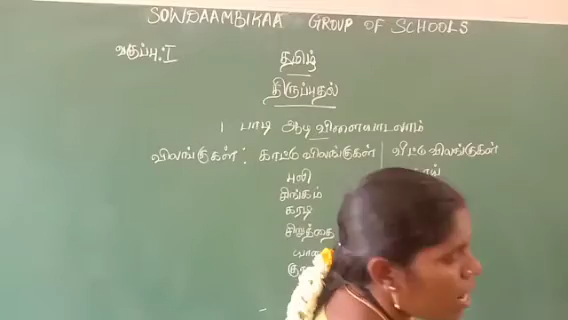 SOWDAAMBIKAA GROUP OF SCHOOLS
வகுப்பு: I
தமிழ்
திருப்புதல்
1 பாடி ஆடி விளையாடலாம்
விலங்குகள்: காட்டு விலங்குகள் | வீட்டு விலங்குகள்
புலி
சிங்கம்
கரடி
சிறுத்தை